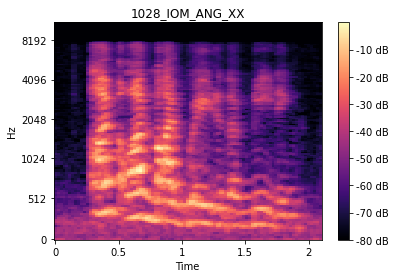 1028_IOM_ANG_XX
8192
4096
2048
1024
512
0
Hz
0
0.5
1
1.5
2
Time
-10 dB
-20 dB
-30 dB
-40 dB
-50 dB
-60 dB
-70 dB
-80 dB